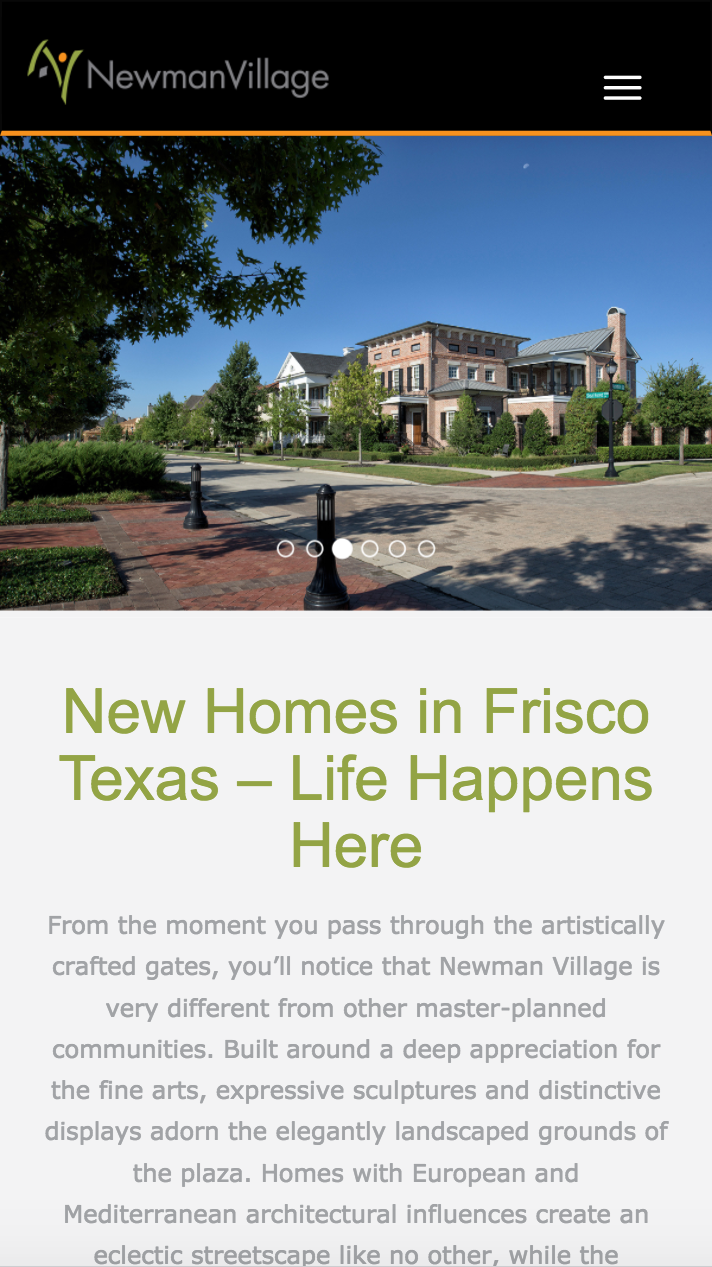 NewmanVillage
New Homes in Frisco
Texas – Life Happens
Here
From the moment you pass through the artistically
crafted gates, you’ll notice that Newman Village is
very different from other master-planned
communities. Built around a deep appreciation for
the fine arts, expressive sculptures and distinctive
displays adorn the elegantly landscaped grounds of
the plaza. Homes with European and
Mediterranean architectural influences create an
eclectic streetscape like no other, while the